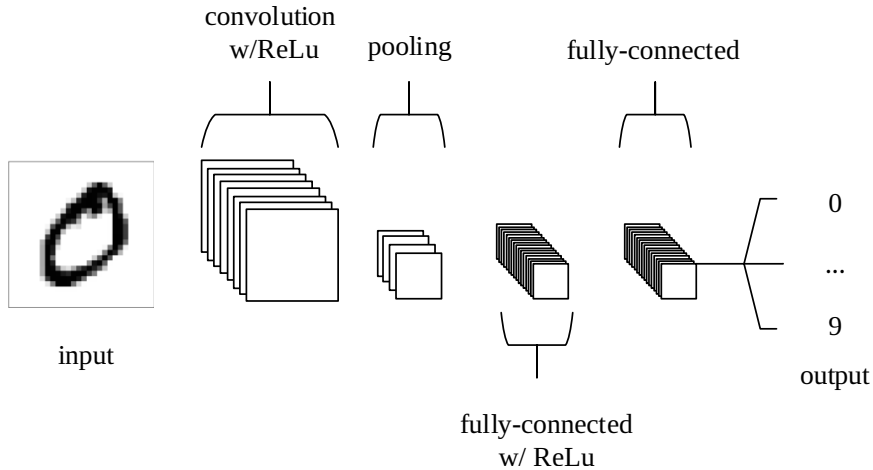 convolution
w/ReLu
pooling
fully-connected
input
0
...
9
output
fully-connected
w/ ReLu